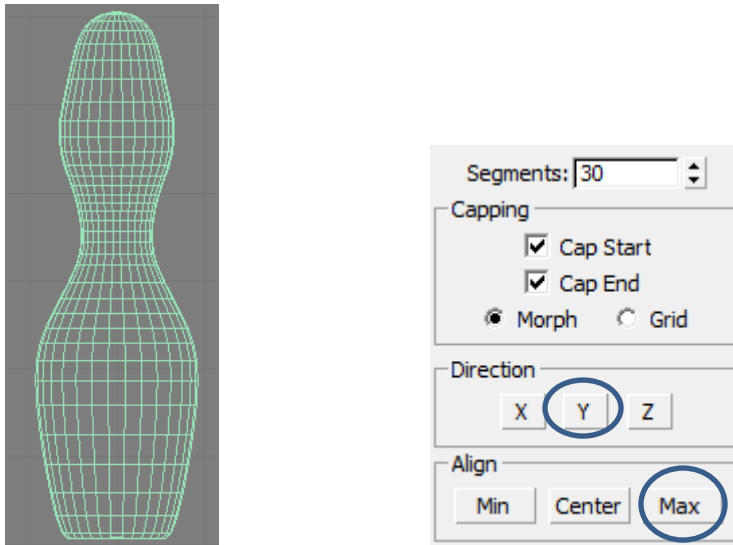 Segments: 30
Capping
Cap Start
Cap End
Morph Grid
Direction
X Y Z
Align
Min Center Max